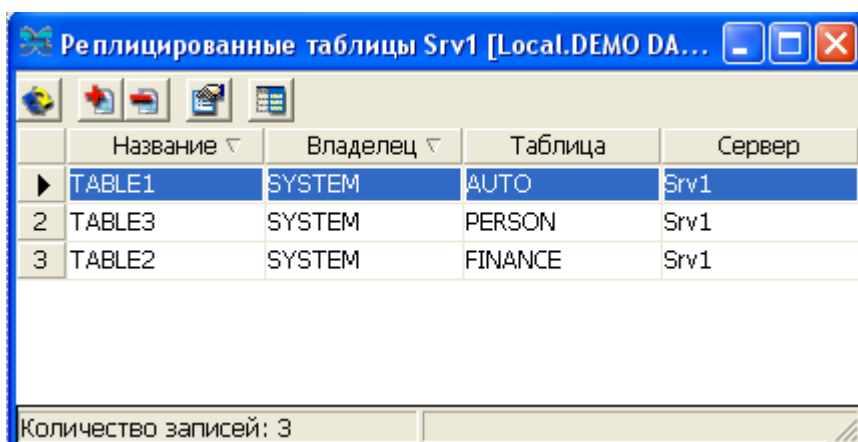 Реплицированные таблицы Srv1 [Local.DEMO DA...
Название Владелец Таблица Сервер
TABLE1 SYSTEM AUTO Srv1
2 TABLE3 SYSTEM PERSON Srv1
3 TABLE2 SYSTEM FINANCE Srv1
Количество записей: 3